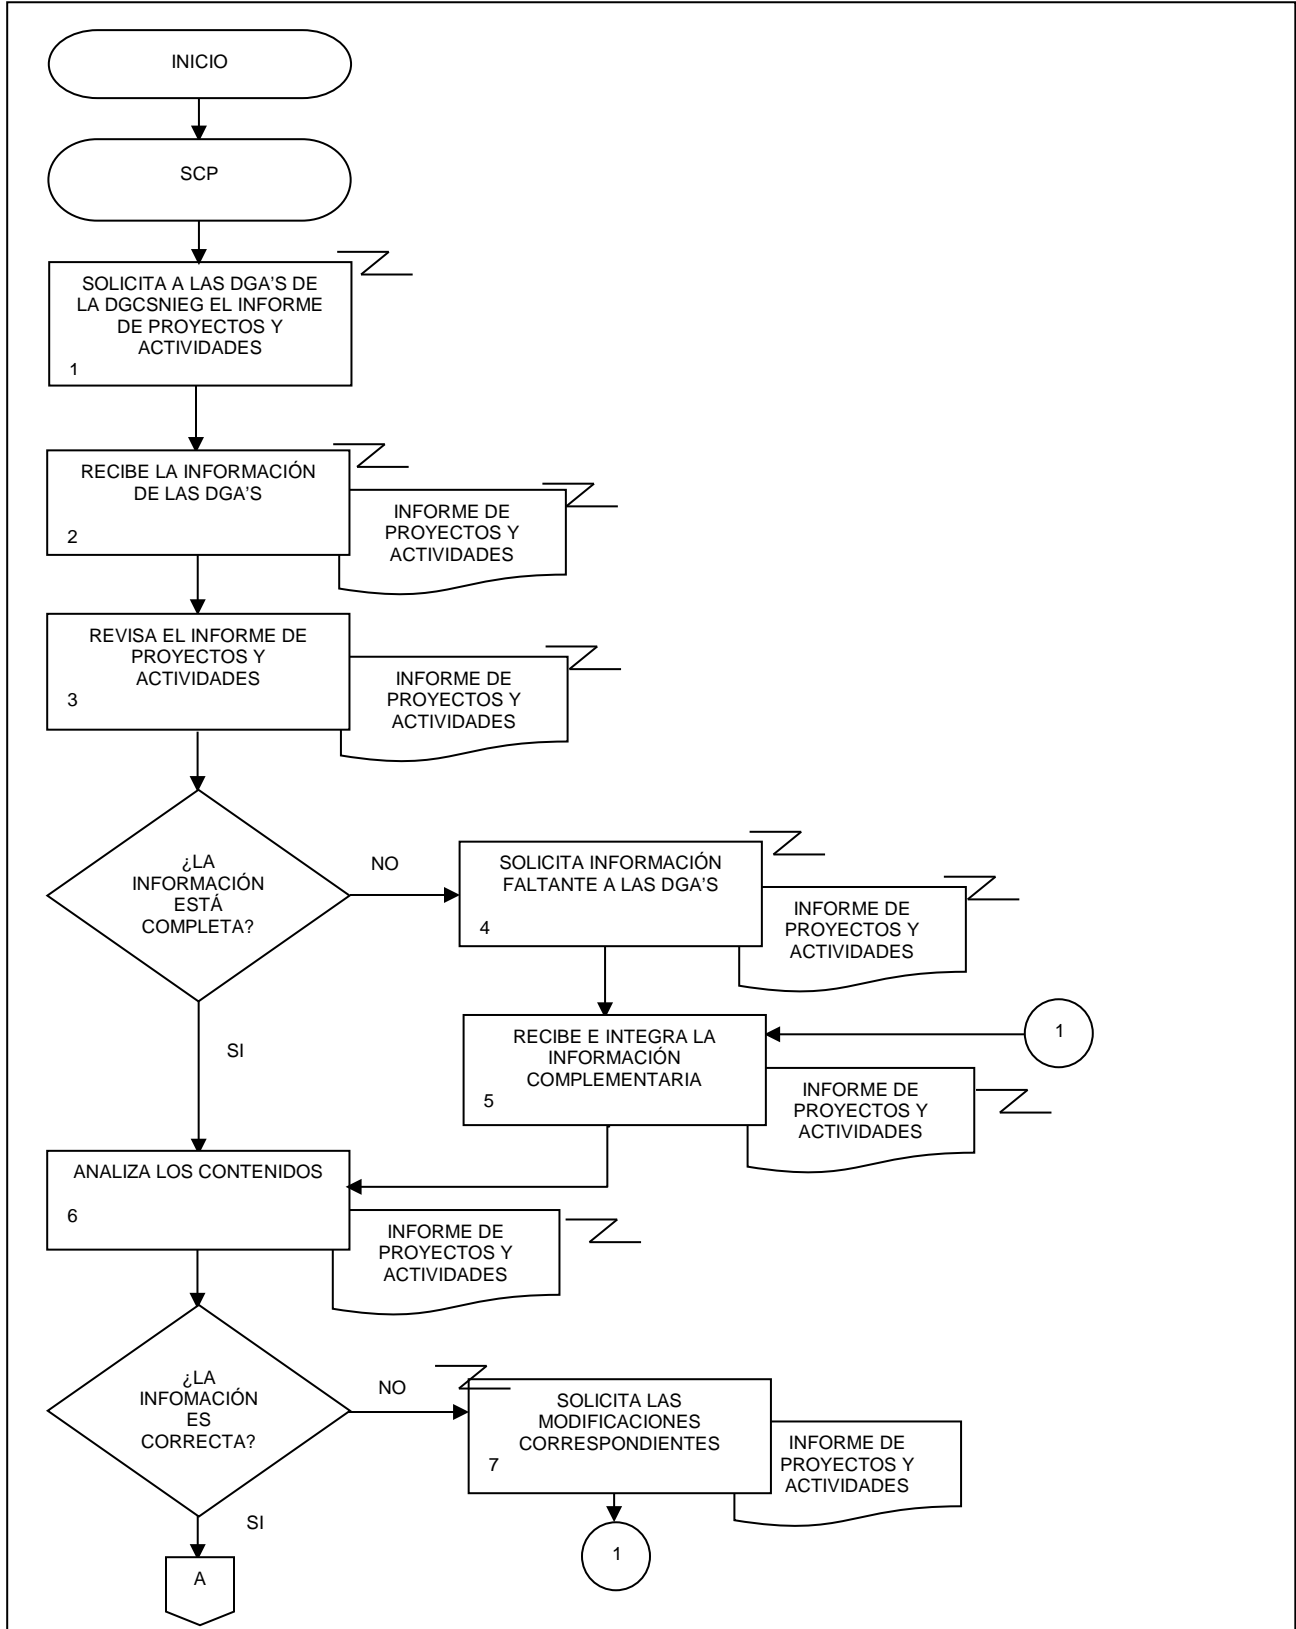 INICIO
SCP
SOLICITA A LAS DGA'S DE
LA DGCSNIEG EL INFORME
DE PROYECTOS Y
ACTIVIDADES
1
RECIBE LA INFORMACIÓN
DE LAS DGA'S
2
INFORME DE
PROYECTOS Y
ACTIVIDADES
REVISA EL INFORME DE
PROYECTOS Y
ACTIVIDADES
3
INFORME DE
PROYECTOS Y
ACTIVIDADES
¿LA
INFORMACIÓN
ESTÁ
COMPLETA?
NO
SOLICITA INFORMACIÓN
FALTANTE A LAS DGA'S
4
INFORME DE
PROYECTOS Y
ACTIVIDADES
SI
RECIBE E INTEGRA LA
INFORMACIÓN
COMPLEMENTARIA
5
1
INFORME DE
PROYECTOS Y
ACTIVIDADES
ANALIZA LOS CONTENIDOS
6
INFORME DE
PROYECTOS Y
ACTIVIDADES
¿LA
INFOMACIÓN
ES
CORRECTA?
NO
SOLICITA LAS
MODIFICACIONES
CORRESPONDIENTES
7
INFORME DE
PROYECTOS Y
ACTIVIDADES
SI
1
A